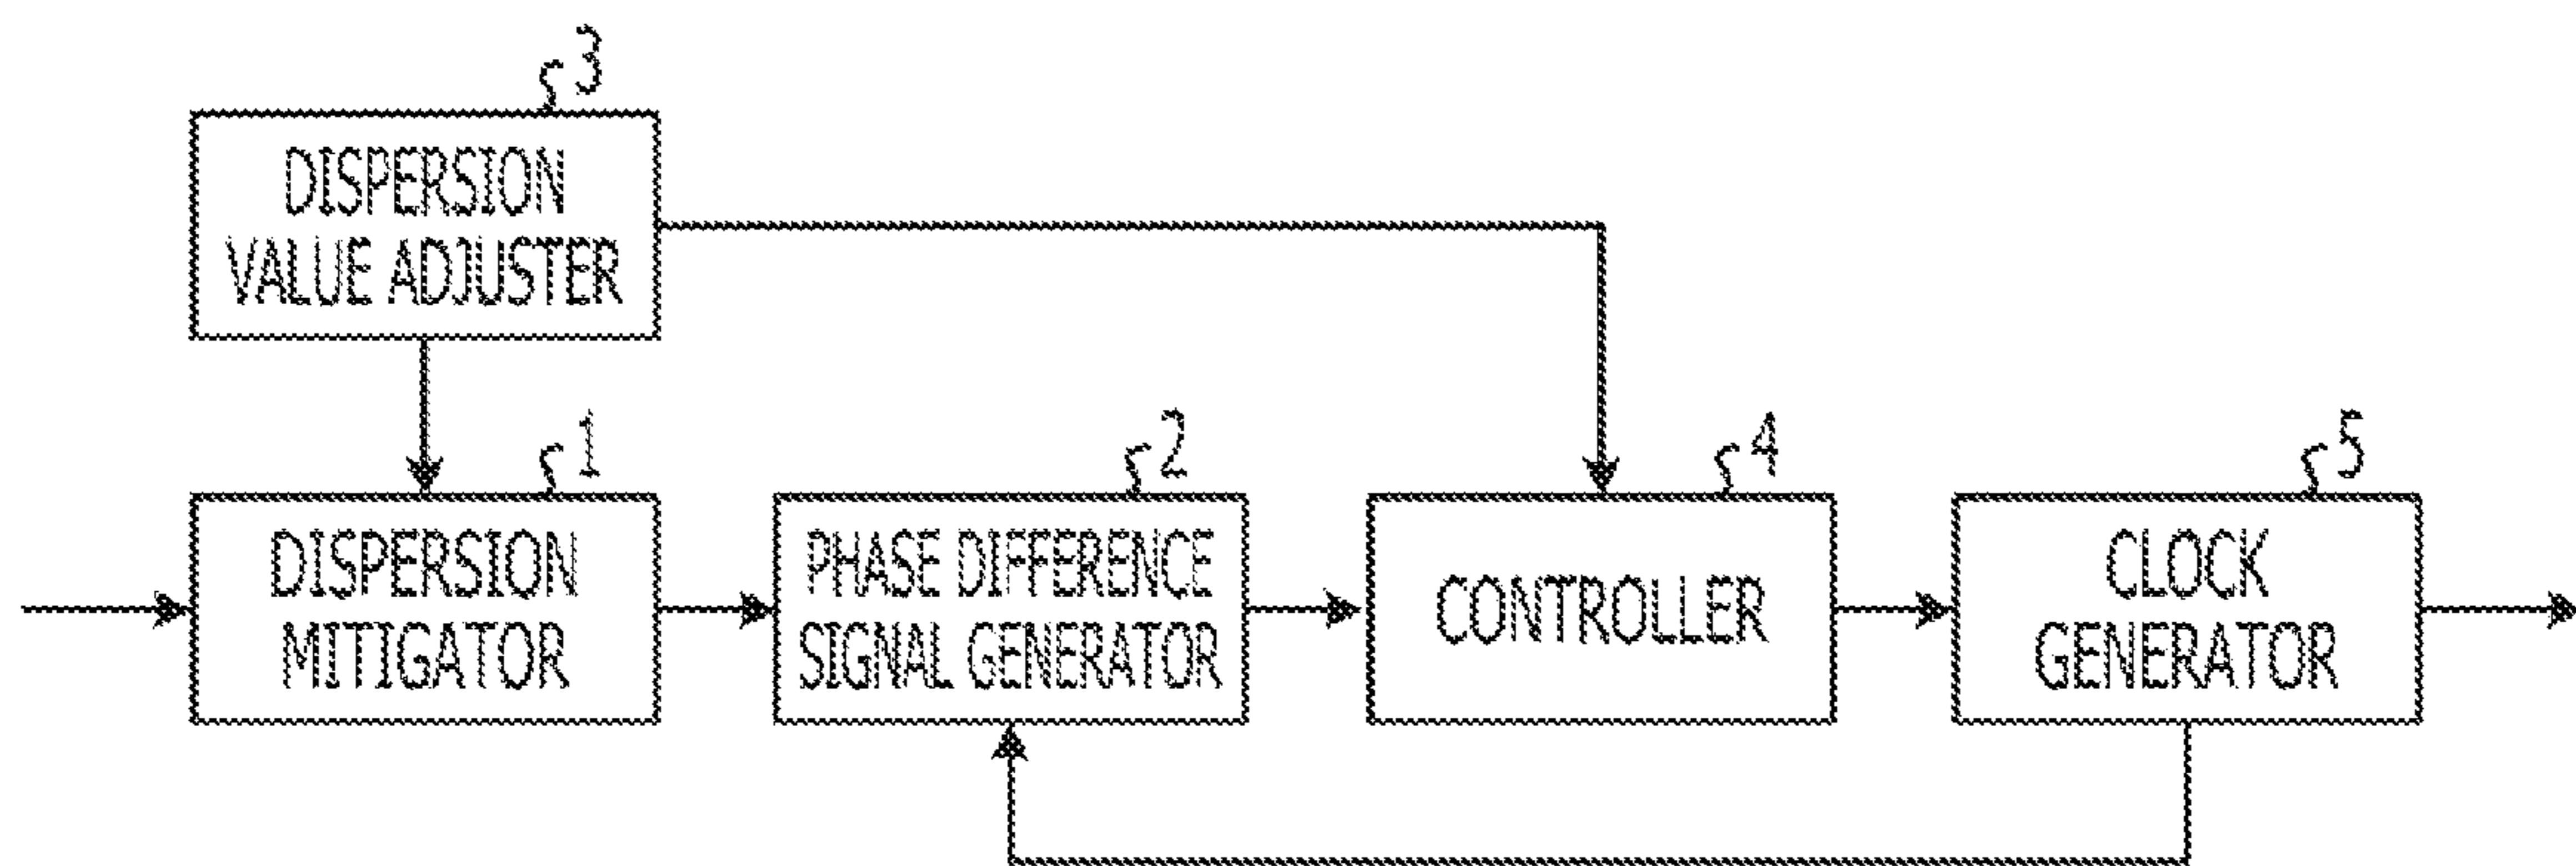 3
DISPERSION
VALUE ADJUSTER
1
2
4
5
DISPERSION
MITIGATOR
PHASE DIFFERENCE
SIGNAL GENERATOR
CONTROLLER
CLOCK
GENERATOR